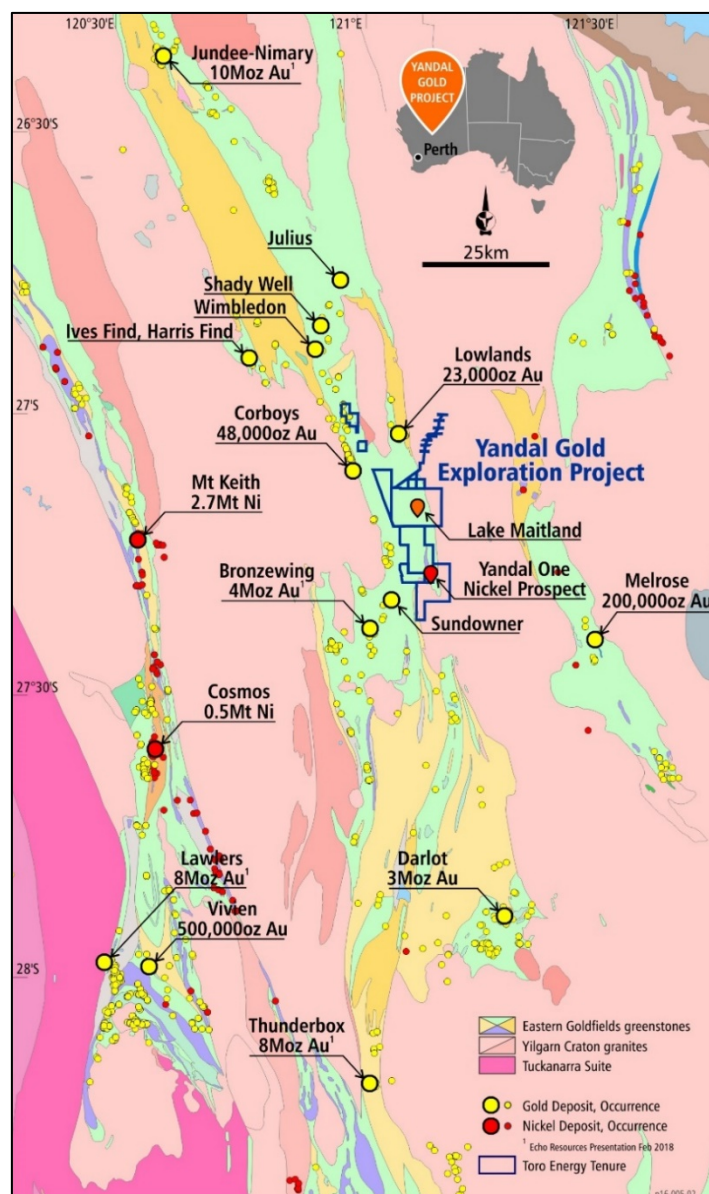 120°30'E
121°E
121°30'E
Jundee-Nimary
10Moz Au¹
YANDAL
GOLD
PROJECT
Perth
26°30'S
25km
Julius
Shady Well
Wimbledon
Ives Find, Harris Find
Lowlands
23,000oz Au
27°S
Corboys
48,000oz Au
Yandal Gold
Exploration Project
Mt Keith
2.7Mt Ni
Lake Maitland
Bronzewing
4Moz Au¹
Yandal One
Nickel Prospect
Melrose
200,000oz Au
Sundowner
27°30'S
Cosmos
0.5Mt Ni
Lawlers
8Moz Au¹
Darlot
3Moz Au
Vivien
500,000oz Au
28°S
Thunderbox
8Moz Au¹
Eastern Goldfields greenstones
Yilgarn Craton granites
Tuckanarra Suite
Gold Deposit, Occurrence
Nickel Deposit, Occurrence
¹ Echo Resources Presentation Feb 2018
Toro Energy Tenure